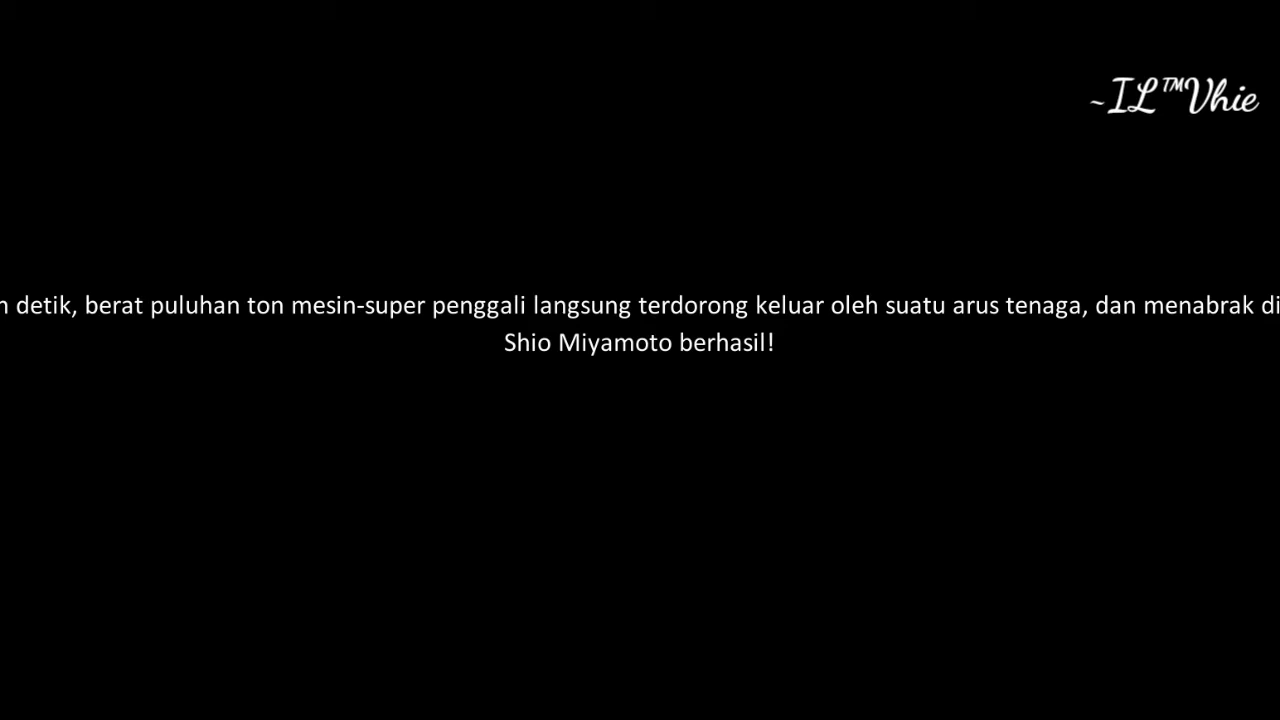 ~IL™Vhie
detik, berat puluhan ton mesin-super penggali langsung terdorong keluar oleh suatu arus tenaga, dan menabrak
Shio Miyamoto berhasil!